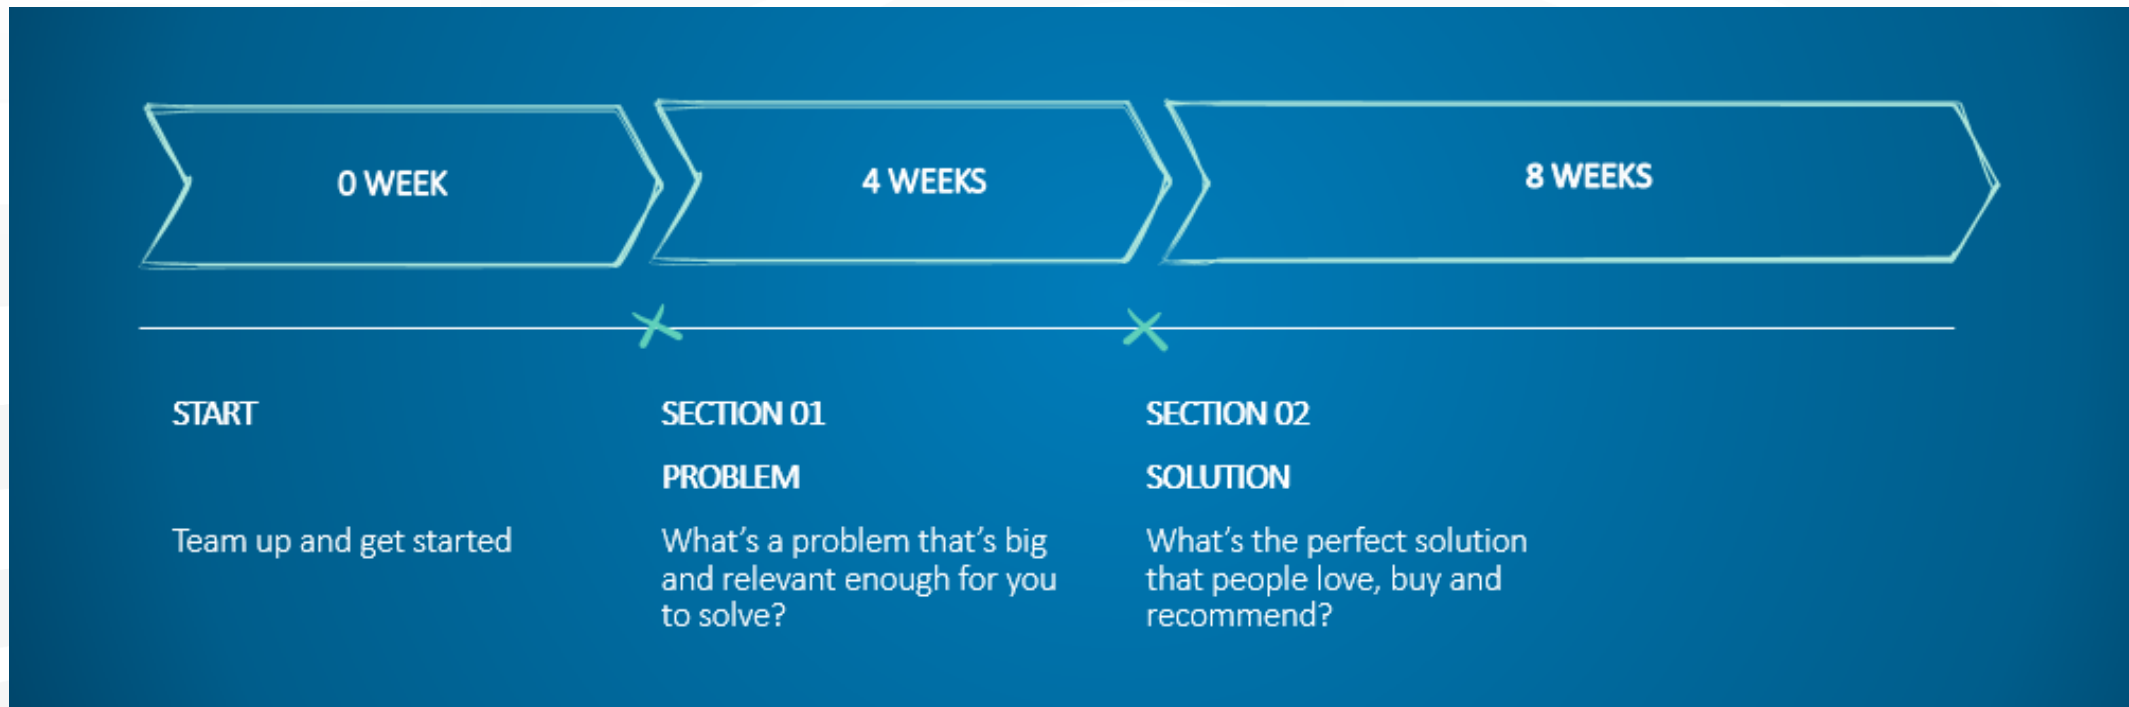 0 WEEK
4 WEEKS
8 WEEKS
START
Team up and get started
SECTION 01
PROBLEM
What's a problem that's big
and relevant enough for you
to solve?
SECTION 02
SOLUTION
What's the perfect solution
that people love, buy and
recommend?